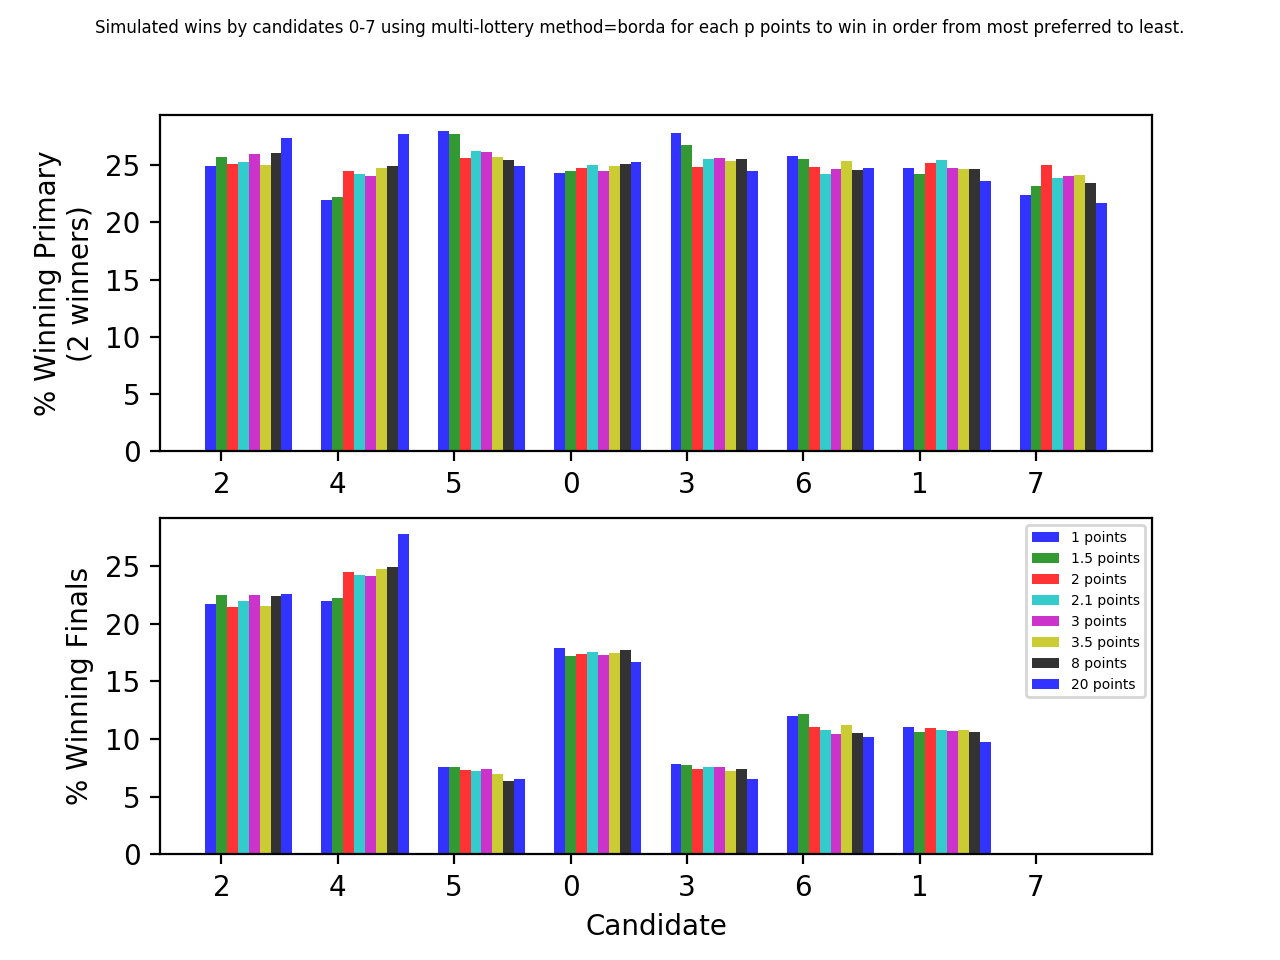 Simulated wins by candidates 0-7 using multi-lottery method=borda for each p points to win in order from most preferred to least.
% Winning Primary
(2 winners)
25
20
15
10
5
0
2 4 5 0 3 6 1 7
% Winning Finals
25
20
15
10
5
0
1 points
1.5 points
2 points
2.1 points
3 points
3.5 points
8 points
20 points
2 4 5 0 3 6 1 7
Candidate